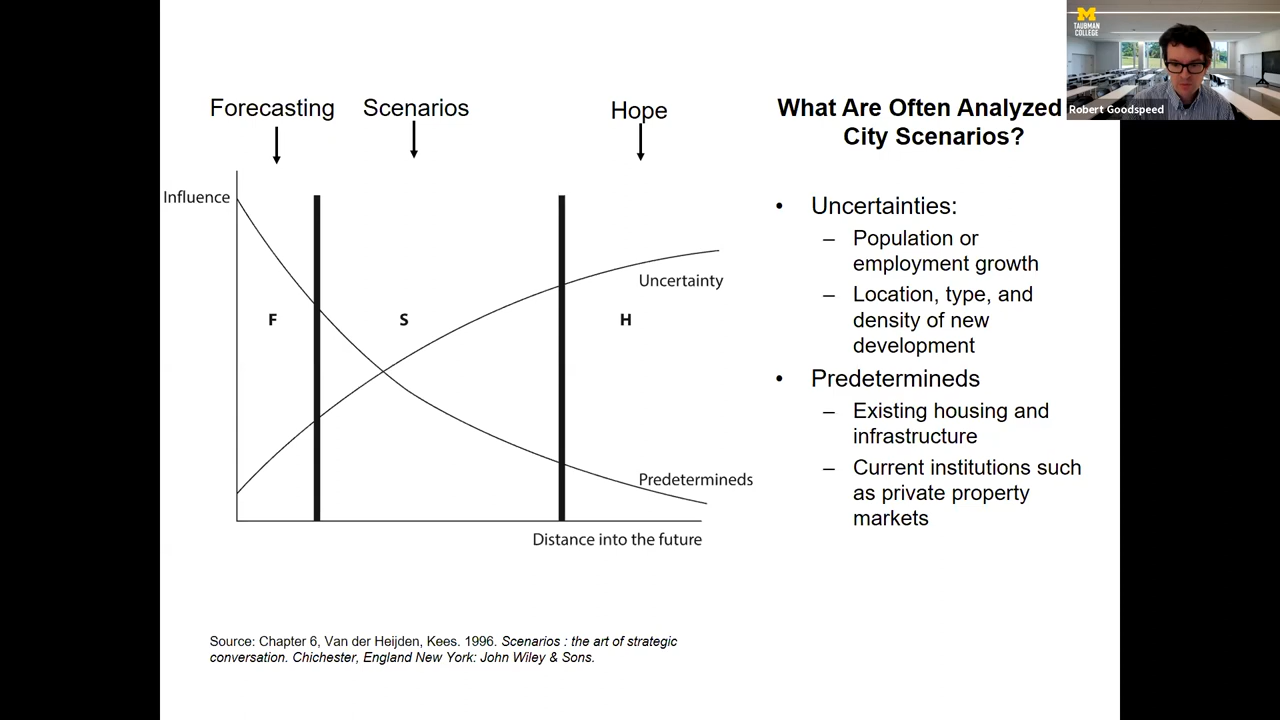 M
TAUBMAN
COLLEGE
Robert Goodspeed
Forecasting
Scenarios
Hope
Influence
Uncertainty
F
S
H
Predetermineds
Distance into the future
Source: Chapter 6, Van der Heijden, Kees. 1996. Scenarios : the art of strategic
conversation. Chichester, England New York: John Wiley & Sons.
What Are Often Analyzed
City Scenarios?
• Uncertainties:
– Population or
employment growth
– Location, type, and
density of new
development
• Predetermineds
– Existing housing and
infrastructure
– Current institutions such
as private property
markets